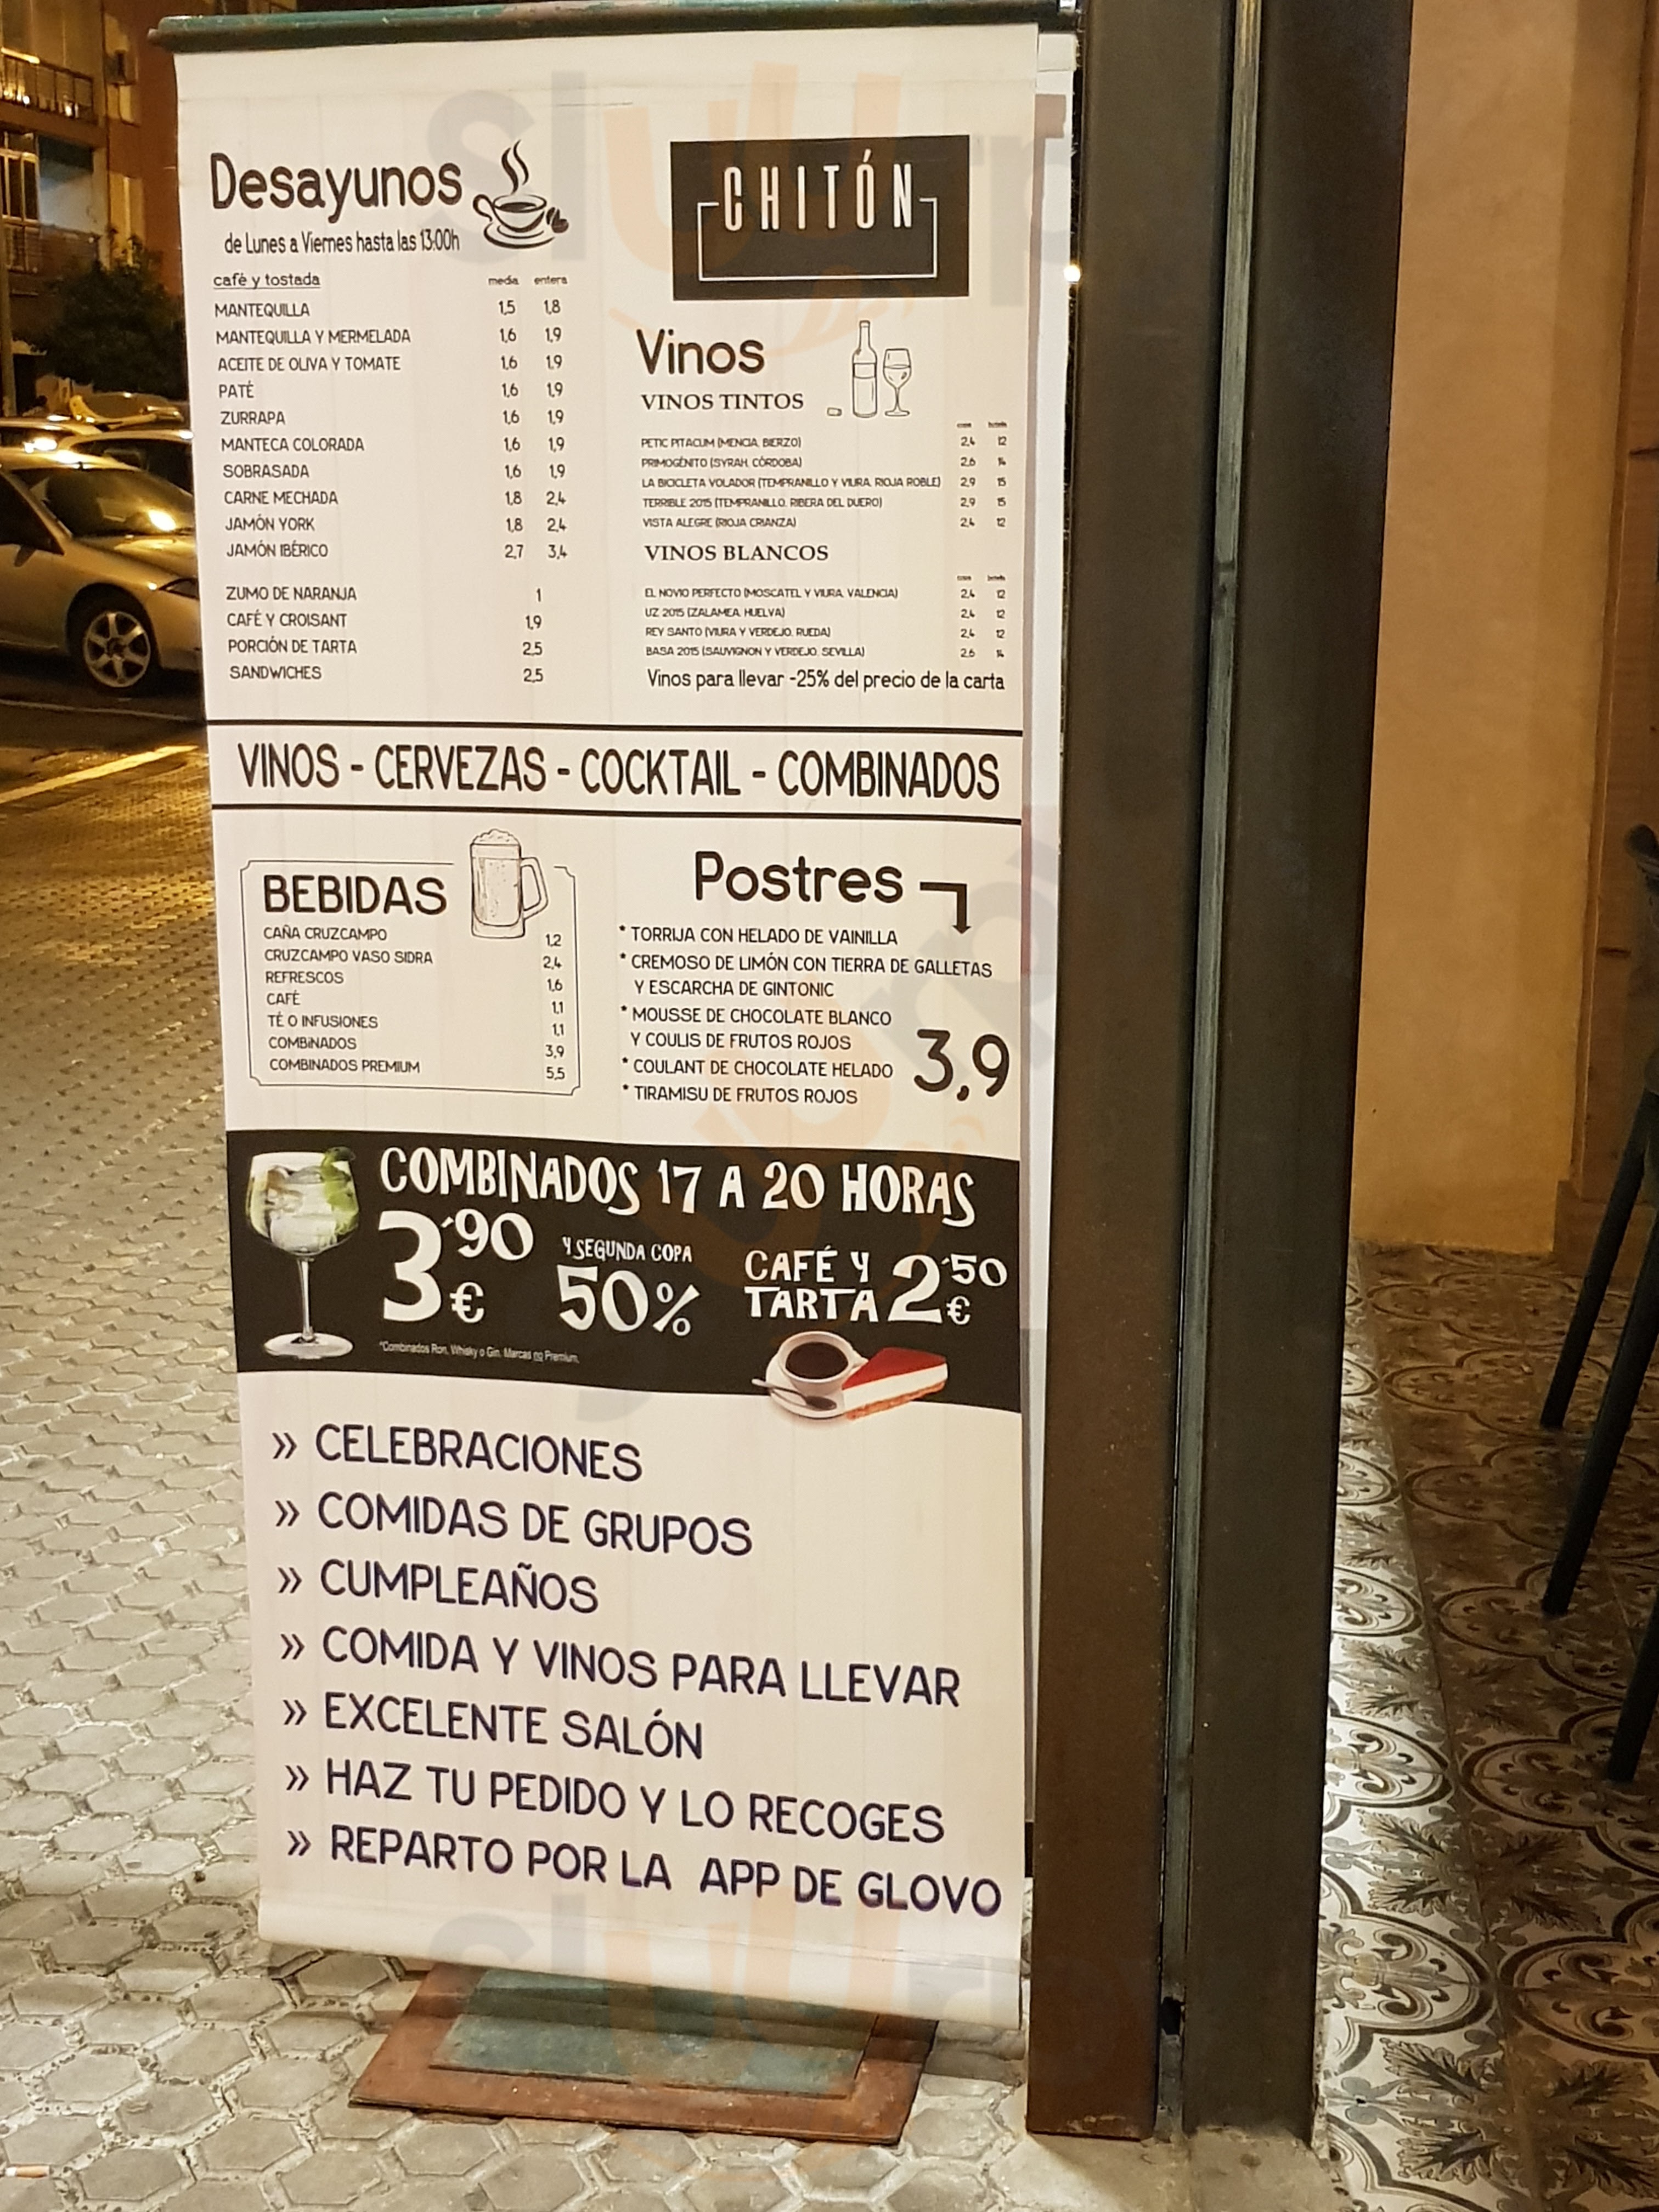 Desayunos
de Lunes a Viernes hasta las 13:00h
café y tostada media entera
MANTEQUILLA 1,5 1,8
MANTEQUILLA Y MERMELADA 1,6 1,9
ACEITE DE OLIVA Y TOMATE 1,6 1,9
PATÉ 1,6 1,9
ZURRAPA 1,6 1,9
MANTECA COLORADA 1,6 1,9
SOBRASADA 1,6 1,9
CARNE MECHADA 1,8 2,4
JAMÓN YORK 1,8 2,4
JAMÓN IBÉRICO 2,7 3,4
ZUMO DE NARANJA 1
CAFÉ Y CROISANT 1,9
PORCIÓN DE TARTA 2,5
SANDWICHES 2,5
CHITÓN
Vinos
VINOS TINTOS
copa botella
PETIC PITACUM (MENCIA, BIERZO) 2,4 12
PRIMOGÉNITO (SYRAH, CÓRDOBA) 2,6 14
LA BICICLETA VOLADOR (TEMPRANILLO Y VIURA, RIOJA ROBLE) 2,9 15
TERRIBLE 2015 (TEMPRANILLO, RIBERA DEL DUERO) 2,9 15
VISTA ALEGRE (RIOJA CRIANZA) 2,4 12
VINOS BLANCOS
copa botella
EL NOVIO PERFECTO (MOSCATEL Y VIURA, VALENCIA) 2,4 12
UZ 2015 (ZALAMEA, HUELVA) 2,4 12
REY SANTO (VIURA Y VERDEJO, RUEDA) 2,4 12
BASA 2015 (SAUVIGNON Y VERDEJO, SEVILLA) 2,6 14
Vinos para llevar -25% del precio de la carta
VINOS - CERVEZAS - COCKTAIL - COMBINADOS
BEBIDAS
CAÑA CRUZCAMPO 1,2
CRUZCAMPO VASO SIDRA 2,4
REFRESCOS 1,6
CAFÉ 1,1
TÉ O INFUSIONES 1,1
COMBINADOS 3,9
COMBINADOS PREMIUM 5,5
Postres
* TORRIJA CON HELADO DE VAINILLA
* CREMOSO DE LIMÓN CON TIERRA DE GALLETAS
Y ESCARCHA DE GINTONIC
* MOUSSE DE CHOCOLATE BLANCO
Y COULIS DE FRUTOS ROJOS
* COULANT DE CHOCOLATE HELADO
* TIRAMISU DE FRUTOS ROJOS
3,9
COMBINADOS 17 A 20 HORAS
3'90 €
Y SEGUNDA COPA
50%
CAFÉ Y
TARTA 2'50 €
*Combinados Ron, Whisky o Gin. Marcas no Premium.
» CELEBRACIONES
» COMIDAS DE GRUPOS
» CUMPLEAÑOS
» COMIDA Y VINOS PARA LLEVAR
» EXCELENTE SALÓN
» HAZ TU PEDIDO Y LO RECOGES
» REPARTO POR LA APP DE GLOVO